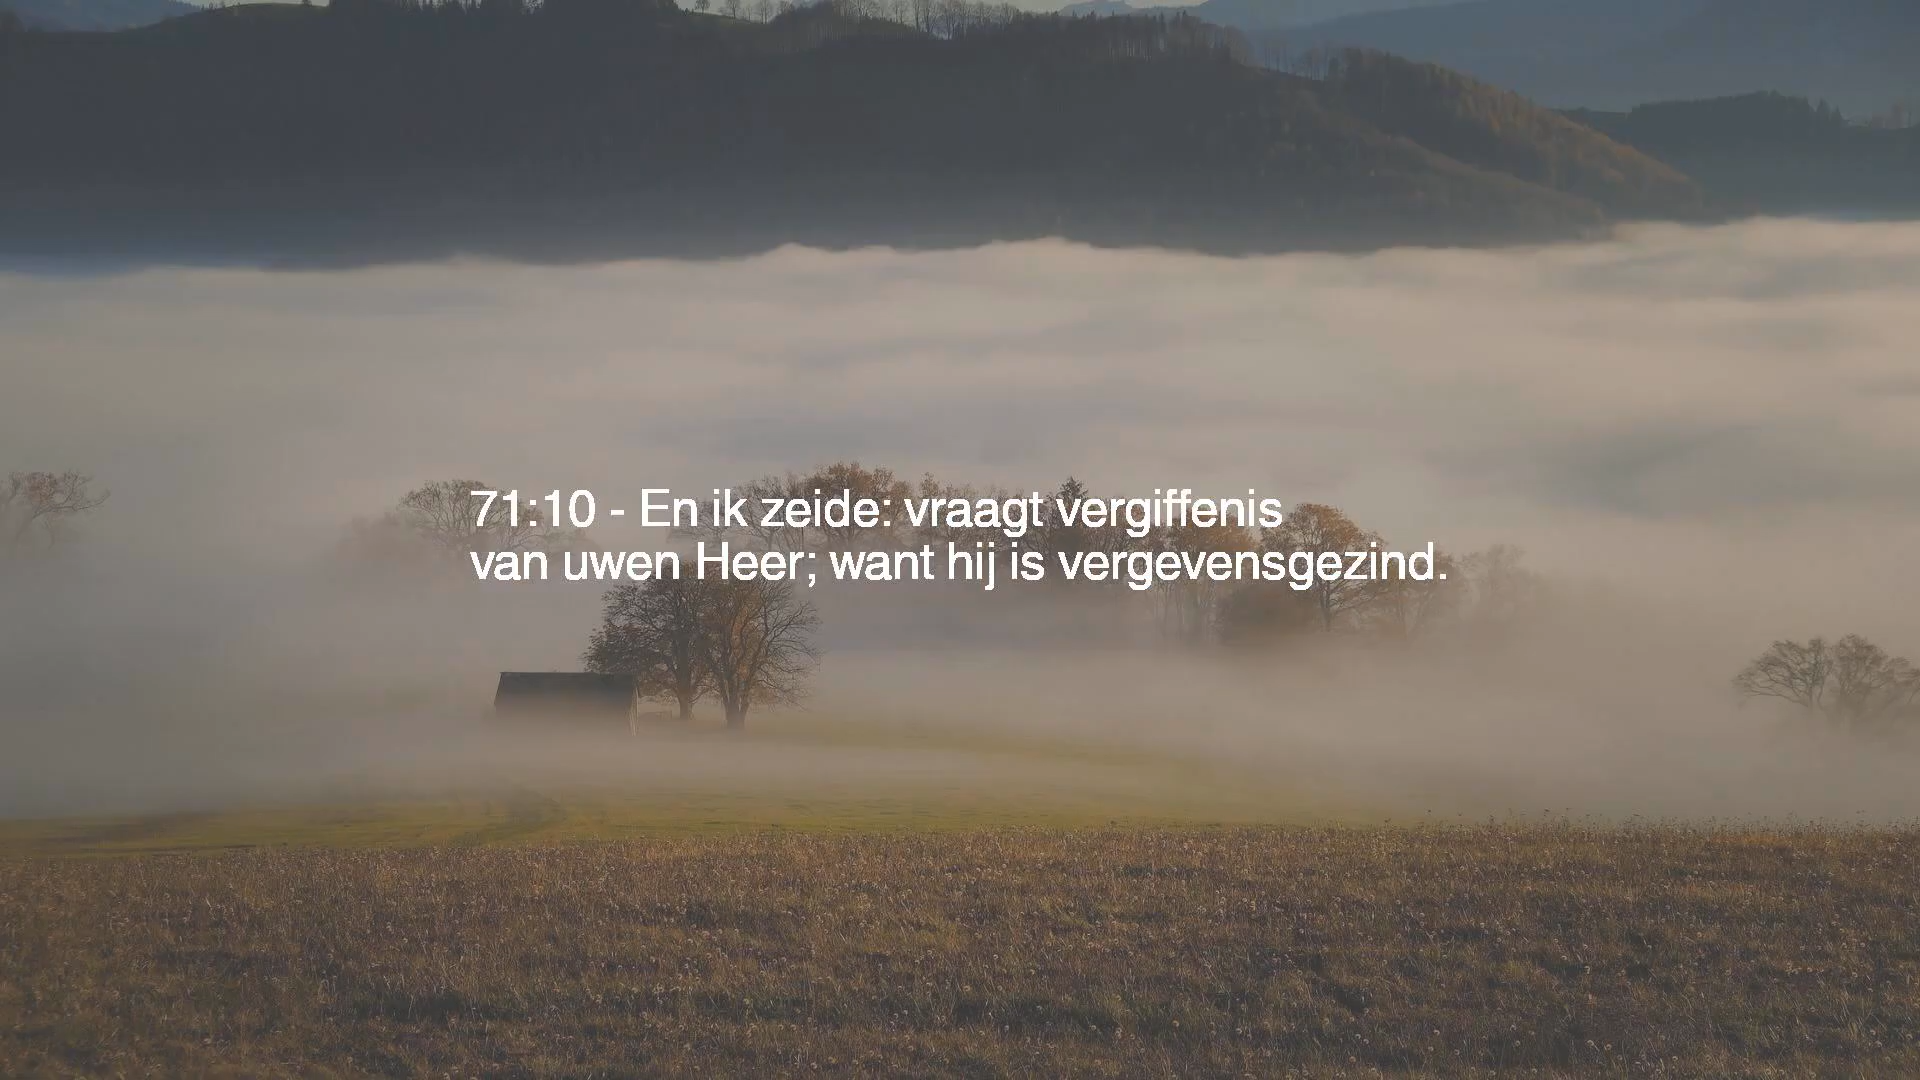 71:10 - En ik zeide: vraagt vergiffenis
van uwen Heer; want hij is vergevensgezind.